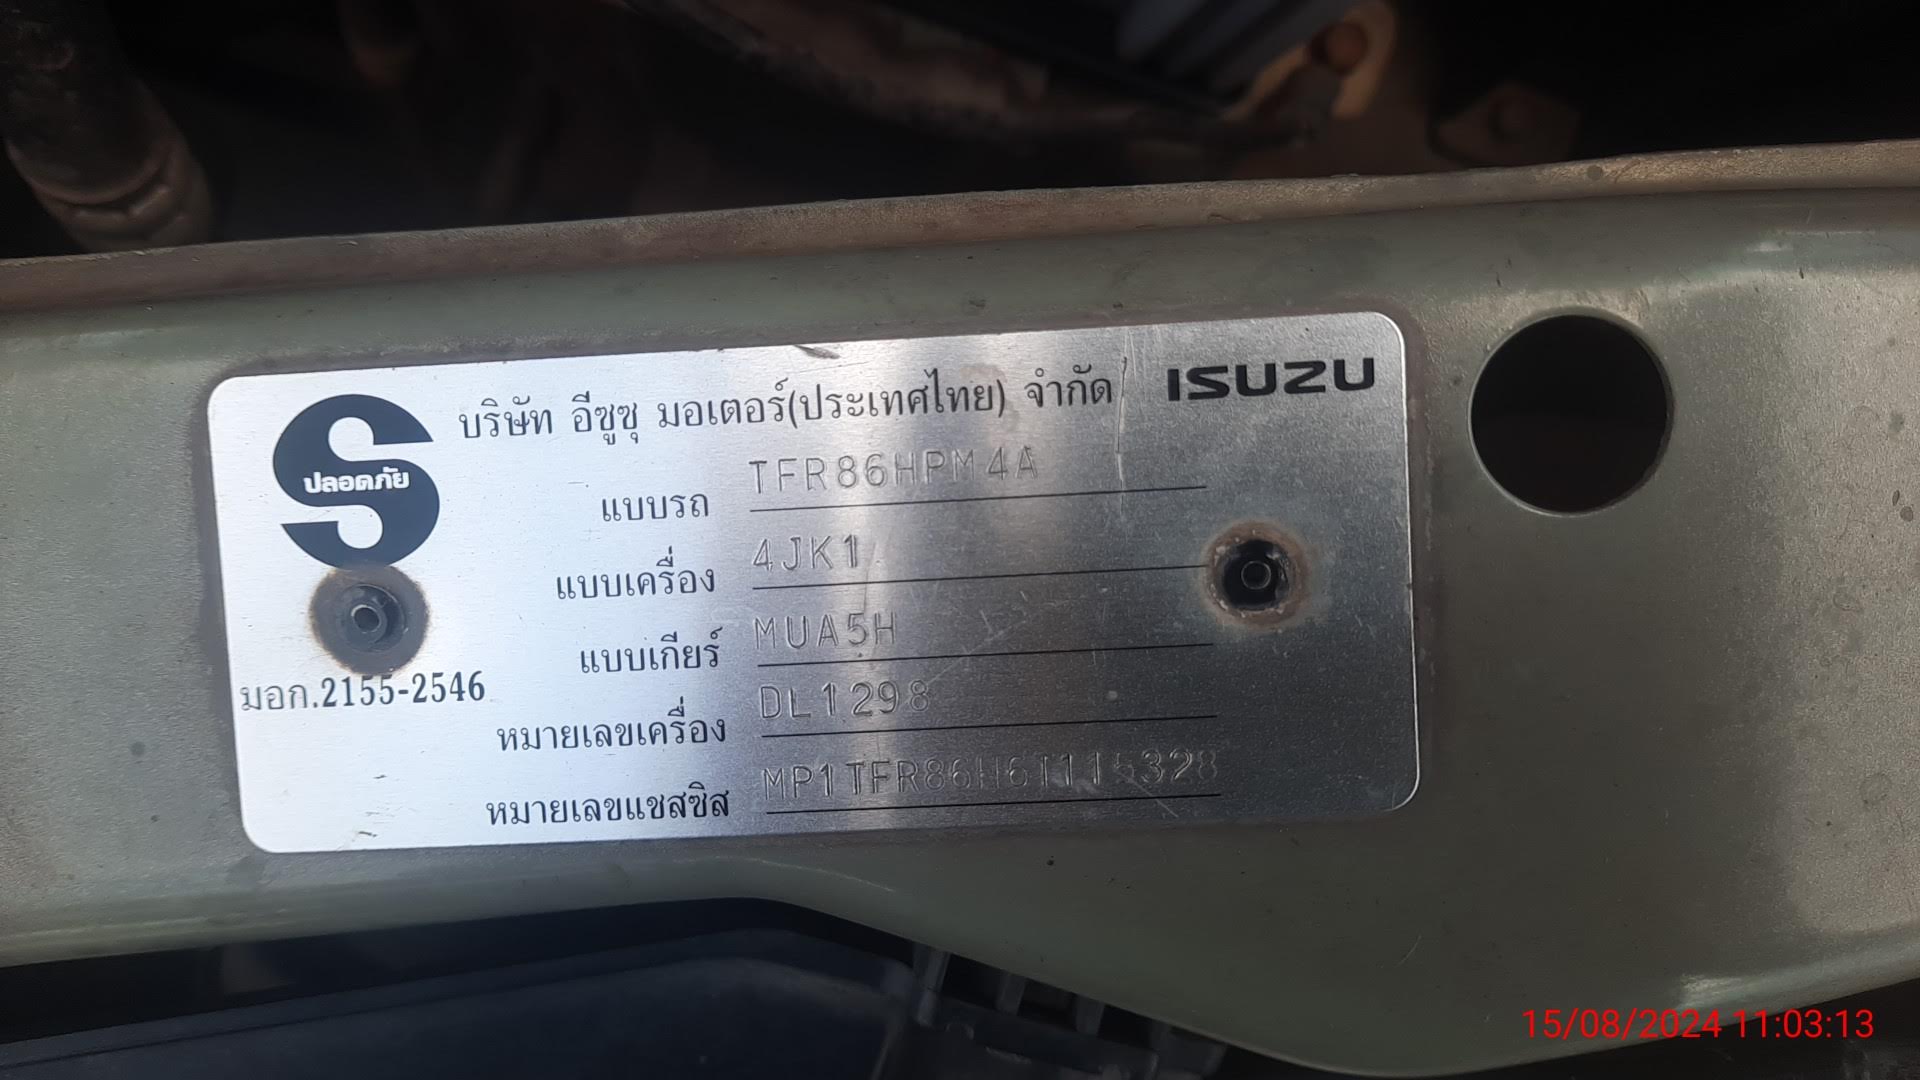 บริษัท อีซูซุ มอเตอร์(ประเทศไทย) จำกัด ISUZU
ปลอดภัย
แบบรถ TFR86HPM4A
แบบเครื่อง 4JK1
แบบเกียร์ MUA5H
มอก.2155-2546
หมายเลขเครื่อง DL1298
หมายเลขแชสซิส MP1TFR86H6T115328
15/08/2024 11:03:13